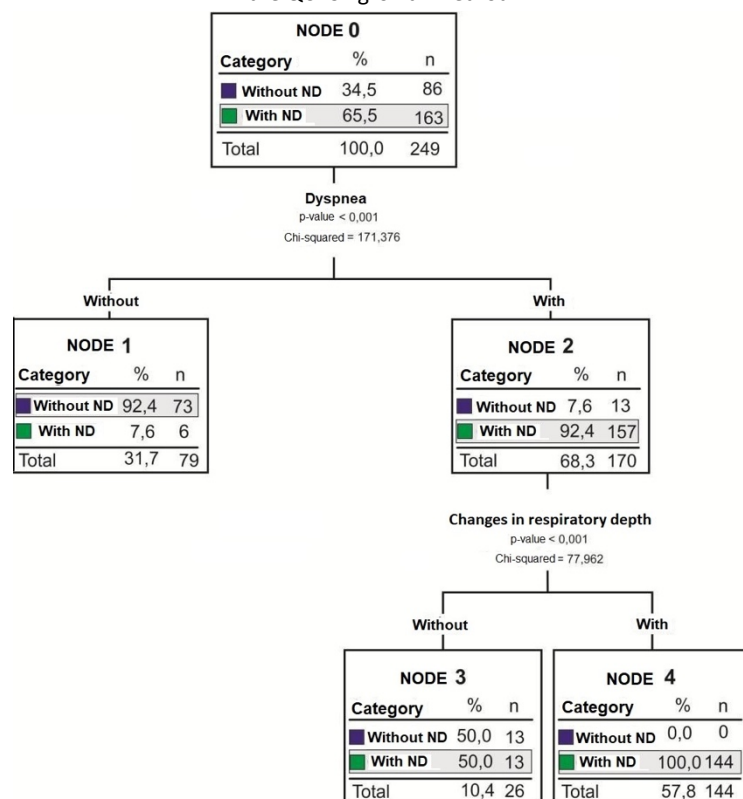 NODE 0
Category % n
Without ND 34,5 86
With ND 65,5 163
Total 100,0 249
Dyspnea
p-value < 0,001
Chi-squared = 171,376
Without
With
NODE 1
Category % n
Without ND 92,4 73
With ND 7,6 6
Total 31,7 79
NODE 2
Category % n
Without ND 7,6 13
With ND 92,4 157
Total 68,3 170
Changes in respiratory depth
p-value < 0,001
Chi-squared = 77,962
Without
With
NODE 3
Category % n
Without ND 50,0 13
With ND 50,0 13
Total 10,4 26
NODE 4
Category % n
Without ND 0,0 0
With ND 100,0 144
Total 57,8 144